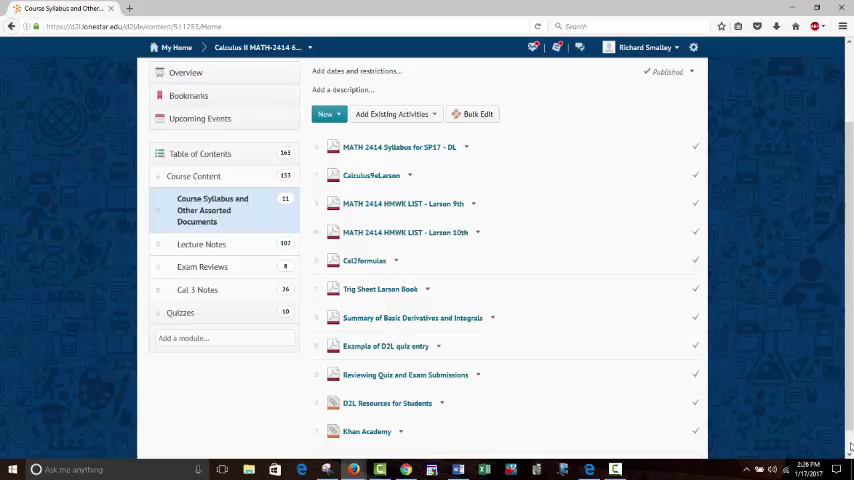 Course Syllabus and Other...
https://d2l.lonestar.edu/d2l/le/content/511253/Home
Search
My Home
Calculus II MATH-2414 6...
Richard Smalley
Overview
Bookmarks
Upcoming Events
Table of Contents 163
Course Content 153
Course Syllabus and 11
Other Assorted
Documents
Lecture Notes 107
Exam Reviews 8
Cal 3 Notes 26
Quizzes 10
Add a module...
Add dates and restrictions...
Published
Add a description...
New
Add Existing Activities
Bulk Edit
MATH 2414 Syllabus for SP17 - DL
Calculus9eLarson
MATH 2414 HMWK LIST - Larson 9th
MATH 2414 HMWK LIST - Larson 10th
Cal2formulas
Trig Sheet Larson Book
Summary of Basic Derivatives and Integrals
Example of D2L quiz entry
Reviewing Quiz and Exam Submissions
D2L Resources for Students
Khan Academy
Ask me anything
2:26 PM
1/17/2017